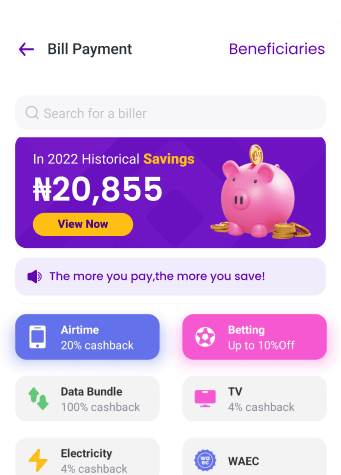 Bill Payment
Beneficiaries
Search for a biller
In 2022 Historical Savings
₦20,855
View Now
The more you pay,the more you save!
Airtime
20% cashback
Betting
Up to 10%Off
Data Bundle
100% cashback
TV
4% cashback
Electricity
4% cashback
WAEC